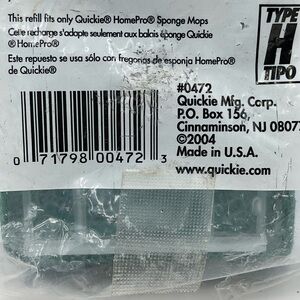 This refill fits only Quickie® HomePro® Sponge Mops
Cette recharge s'adapte seulement aux balais éponge Quickie
® HomePro®
Este repuesto se usa sólo con fregonas de esponja HomePro®
de Quickie®
TYPE
H
TIPO
#0472
Quickie Mfg. Corp.
P.O. Box 156,
Cinnaminson, NJ 0807
©2004
Made in U.S.A.
www.quickie.com
0 71798 00472 3